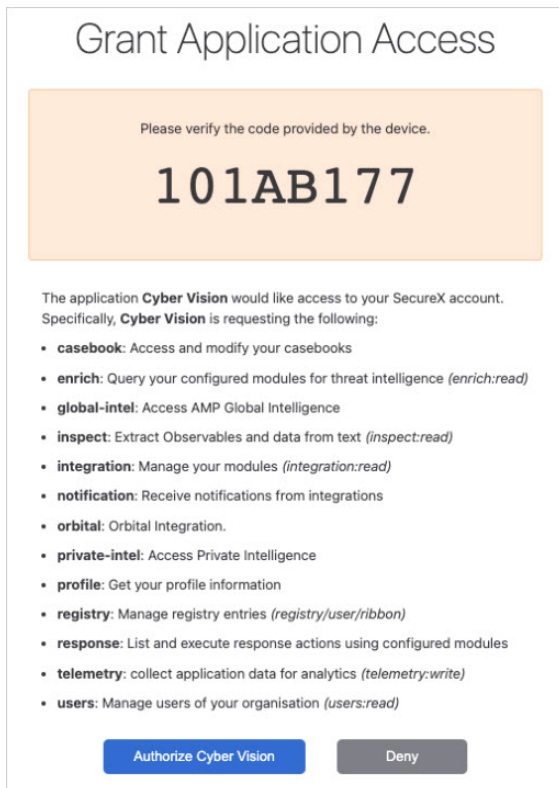 Grant Application Access
Please verify the code provided by the device.
101AB177
The application Cyber Vision would like access to your SecureX account.
Specifically, Cyber Vision is requesting the following:
• casebook: Access and modify your casebooks
• enrich: Query your configured modules for threat intelligence (enrich:read)
• global-intel: Access AMP Global Intelligence
• inspect: Extract Observables and data from text (inspect:read)
• integration: Manage your modules (integration:read)
• notification: Receive notifications from integrations
• orbital: Orbital Integration.
• private-intel: Access Private Intelligence
• profile: Get your profile information
• registry: Manage registry entries (registry/user/ribbon)
• response: List and execute response actions using configured modules
• telemetry: collect application data for analytics (telemetry:write)
• users: Manage users of your organisation (users:read)
Authorize Cyber Vision
Deny